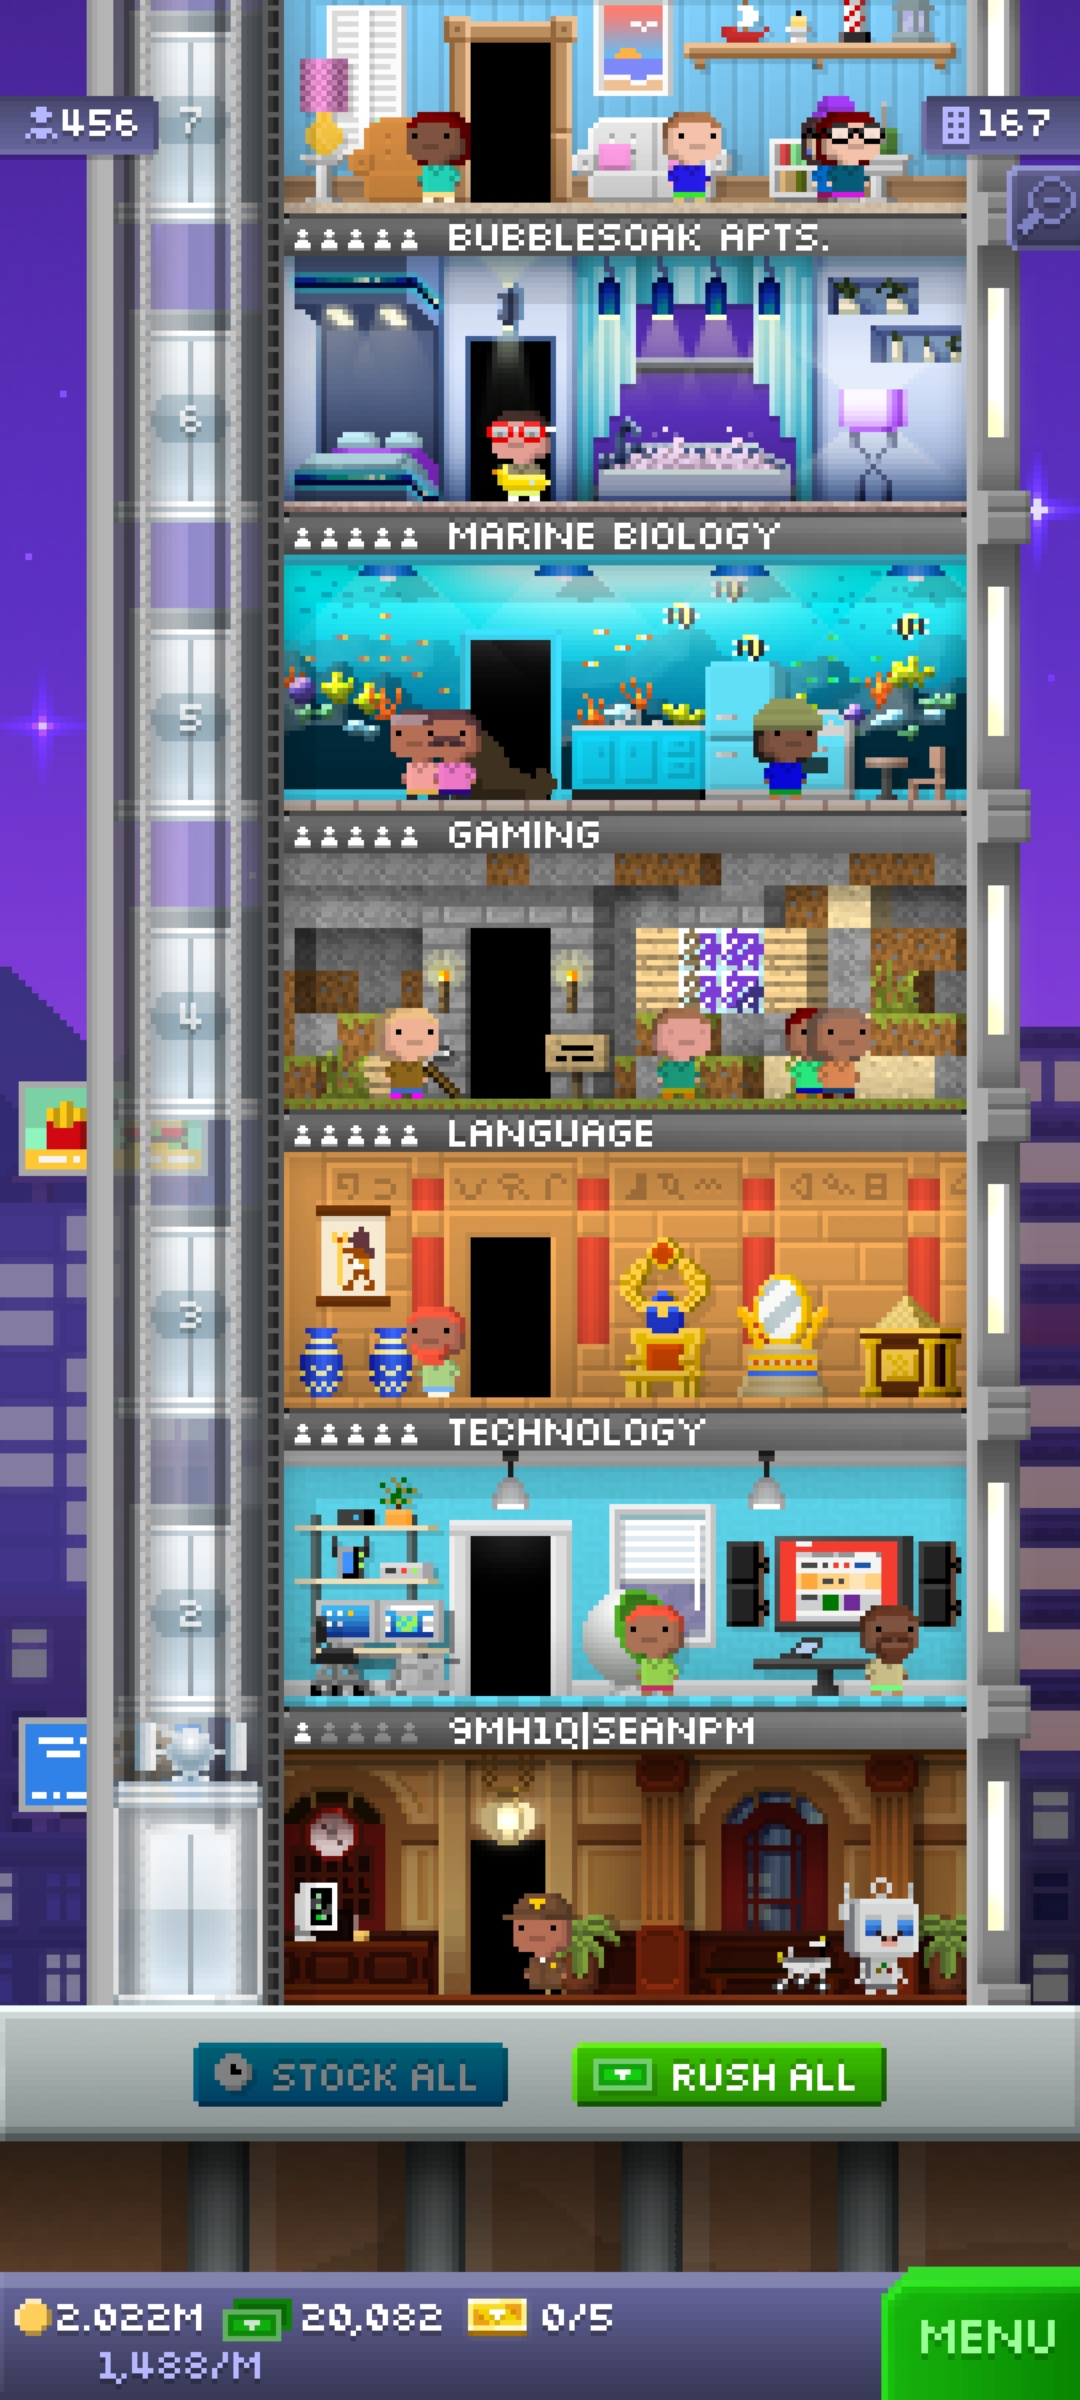 456
7
167
BUBBLESOAK APTS.
6
MARINE BIOLOGY
5
GAMING
4
LANGUAGE
3
TECHNOLOGY
2
9MH1Q|SEANPM
STOCK ALL
RUSH ALL
2.022M
20,082
0/5
MENU
1,488/M